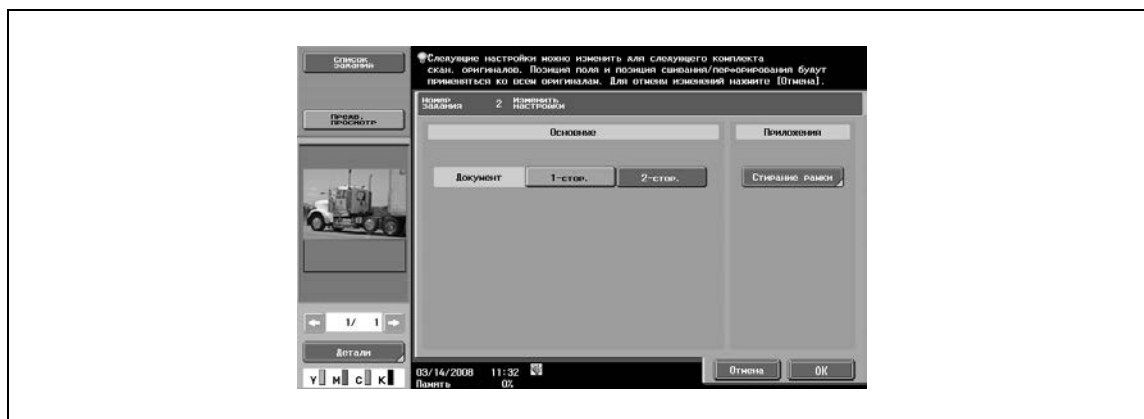 Список
задания
Следующие настройки можно изменить для следующего комплекта
скан. оригиналов. Позиция поля и позиция сшивания/перфорирования будут
применяться ко всем оригиналам. Для отмены изменений нажмите [Отмена].
Номер
задания 2 Изменить
настройки
Предв.
просмотр
Основные
Приложения
Документ 1-стор. 2-стор.
Стирание рамки
1/ 1
Детали
Y M C K
03/14/2008 11:32
Память 0%
Отмена OK